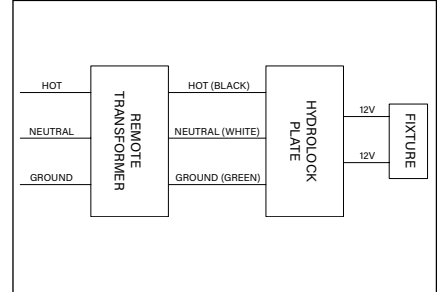 HOT
NEUTRAL
GROUND
REMOTE
TRANSFORMER
HOT (BLACK)
NEUTRAL (WHITE)
GROUND (GREEN)
HYDROLOCK
PLATE
12V
12V
FIXTURE